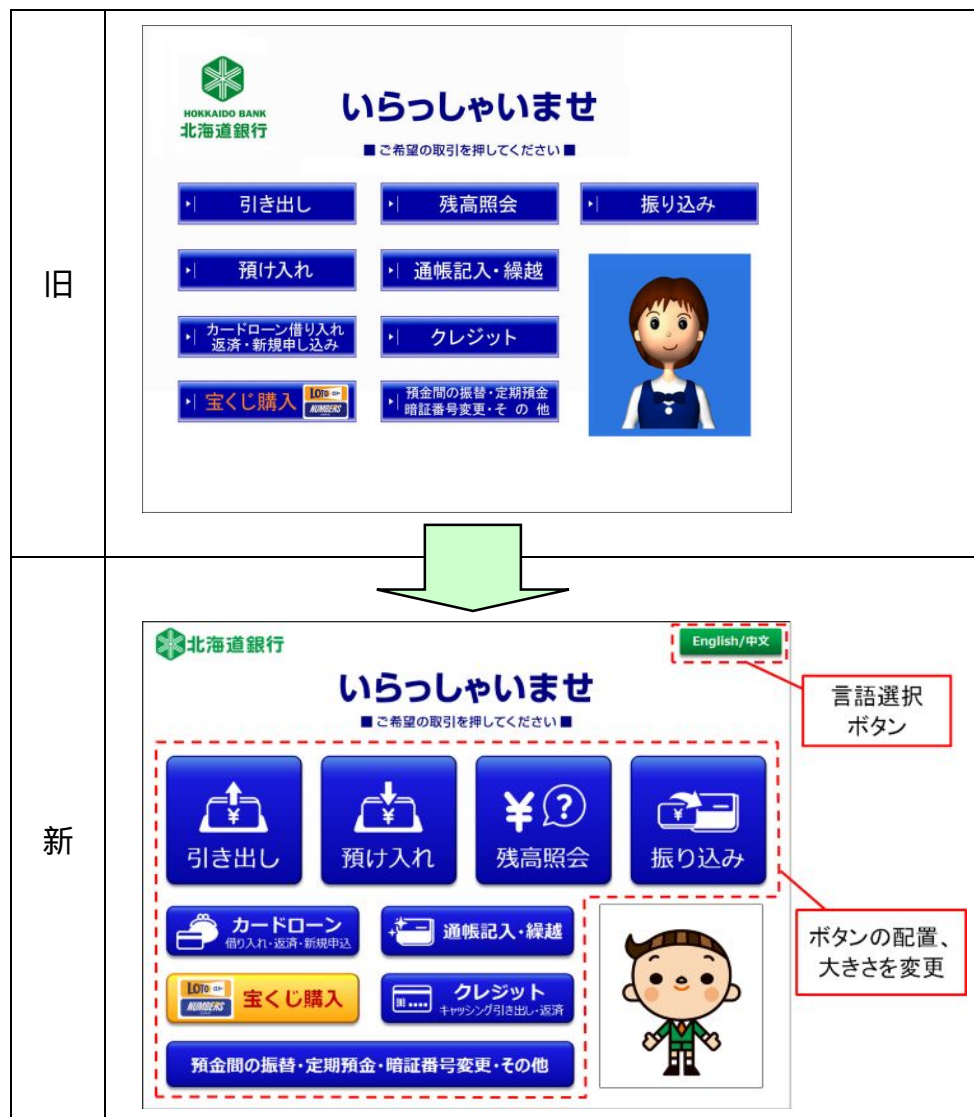 旧
HOKKAIDO BANK
北海道銀行
いらっしゃいませ
■ご希望の取引を押してください■
引き出し
残高照会
振り込み
預け入れ
通帳記入・繰越
カードローン借り入れ
返済・新規申し込み
クレジット
宝くじ購入
LOTO ロト
NUMBERS
預金間の振替・定期預金
暗証番号変更・そ の 他
新
北海道銀行
English/中文
言語選択
ボタン
いらっしゃいませ
■ご希望の取引を押してください■
¥
引き出し
¥
預け入れ
¥?
残高照会
¥
振り込み
ボタンの配置、
大きさを変更
カードローン
借り入れ・返済・新規申込
通帳記入・繰越
LOTO ロト
NUMBERS
宝くじ購入
クレジット
キャッシング引き出し・返済
預金間の振替・定期預金・暗証番号変更・その他